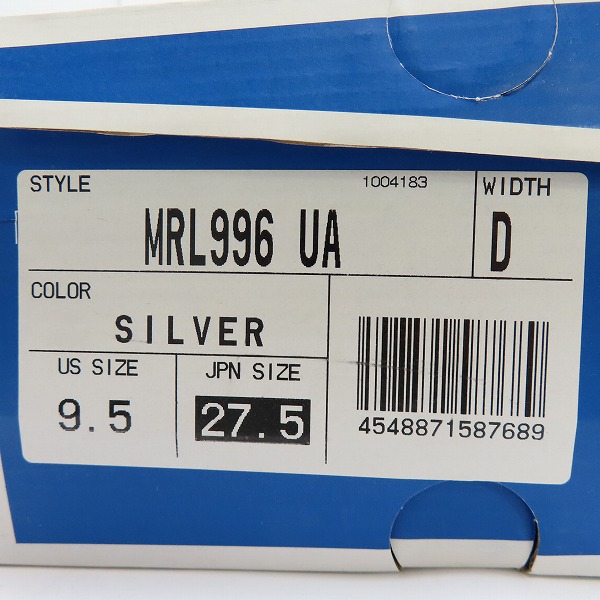 STYLE 1004183 WIDTH
MRL996 UA D
COLOR
SILVER
US SIZE JPN SIZE
9.5 27.5
4548871587689